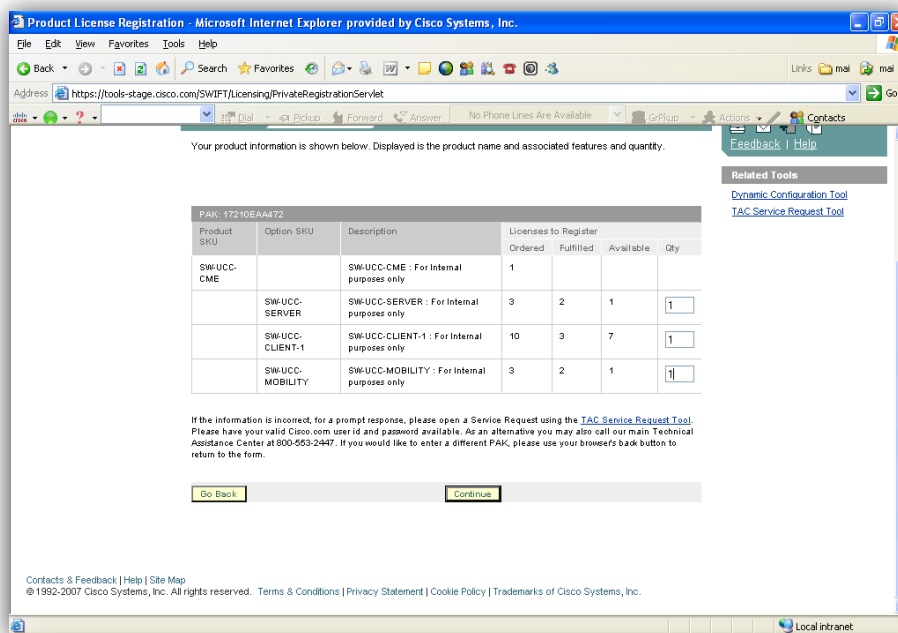 Product License Registration - Microsoft Internet Explorer provided by Cisco Systems, Inc.
File Edit View Favorites Tools Help
Back Search Favorites Links mai mai
Address https://tools-stage.cisco.com/SWIFT/Licensing/PrivateRegistrationServlet Go
Dial Pickup Forward Answer No Phone Lines Are Available GrPkup Actions Contacts
Feedback | Help
Your product information is shown below. Displayed is the product name and associated features and quantity.
Related Tools
Dynamic Configuration Tool
TAC Service Request Tool
PAK: 17210EAA472
Product SKU Option SKU Description Licenses to Register
Ordered Fulfilled Available Qty
SW-UCC-CME SW-UCC-CME : For Internal purposes only 1
SW-UCC-SERVER SW-UCC-SERVER : For Internal purposes only 3 2 1 1
SW-UCC-CLIENT-1 SW-UCC-CLIENT-1 : For Internal purposes only 10 3 7 1
SW-UCC-MOBILITY SW-UCC-MOBILITY : For Internal purposes only 3 2 1 1
If the information is incorrect, for a prompt response, please open a Service Request using the TAC Service Request Tool.
Please have your valid Cisco.com user id and password available. As an alternative you may also call our main Technical
Assistance Center at 800-553-2447. If you would like to enter a different PAK, please use your browser's back button to
return to the form.
Go Back Continue
Contacts & Feedback | Help | Site Map
© 1992-2007 Cisco Systems, Inc. All rights reserved. Terms & Conditions | Privacy Statement | Cookie Policy | Trademarks of Cisco Systems, Inc.
Local intranet